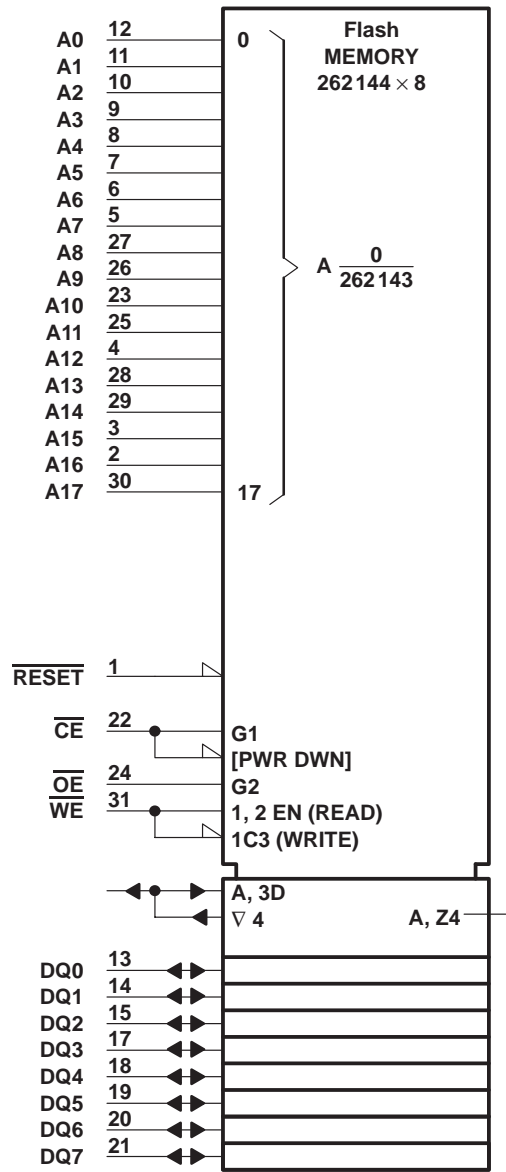 Flash
MEMORY
262144 × 8
A0 12 0
A1 11
A2 10
A3 9
A4 8
A5 7
A6 6
A7 5
A8 27
A9 26
A 0
262143
A10 23
A11 25
A12 4
A13 28
A14 29
A15 3
A16 2
A17 30 17
RESET 1
CE 22 G1
[PWR DWN]
OE 24 G2
WE 31 1, 2 EN (READ)
1C3 (WRITE)
A, 3D
∇ 4 A, Z4
DQ0 13
DQ1 14
DQ2 15
DQ3 17
DQ4 18
DQ5 19
DQ6 20
DQ7 21